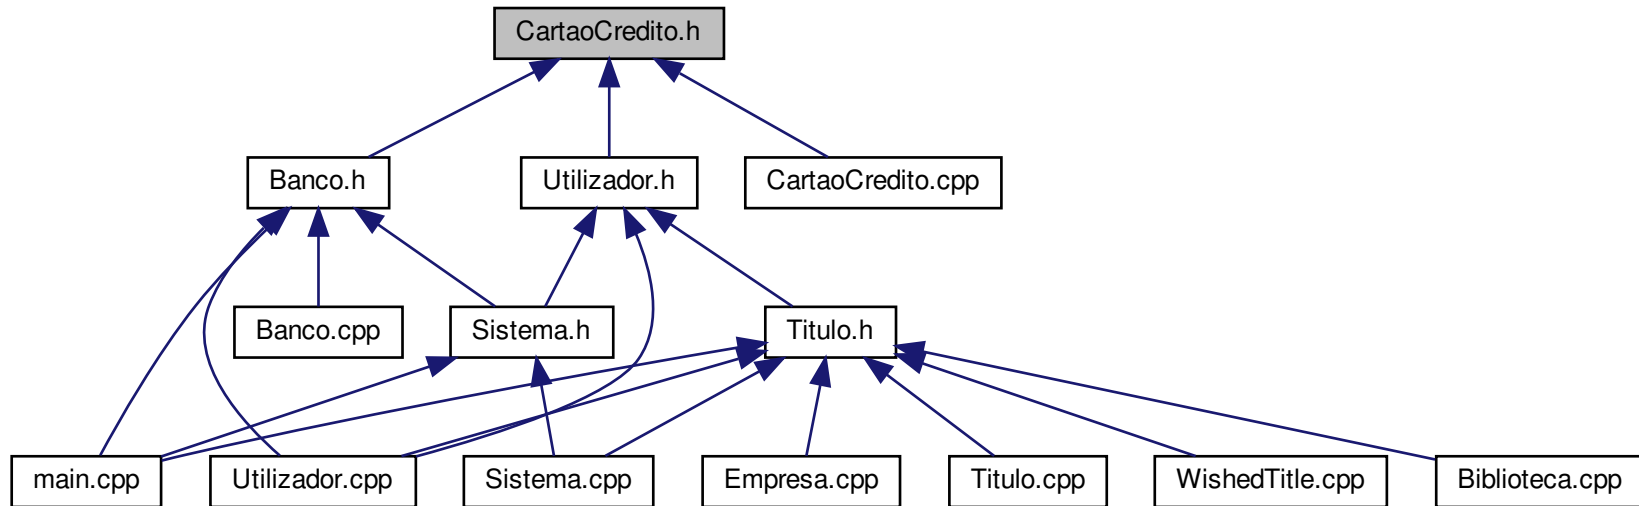 CartaoCredito.h
Banco.h
Utilizador.h
CartaoCredito.cpp
Banco.cpp
Sistema.h
Titulo.h
main.cpp
Utilizador.cpp
Sistema.cpp
Empresa.cpp
Titulo.cpp
WishedTitle.cpp
Biblioteca.cpp